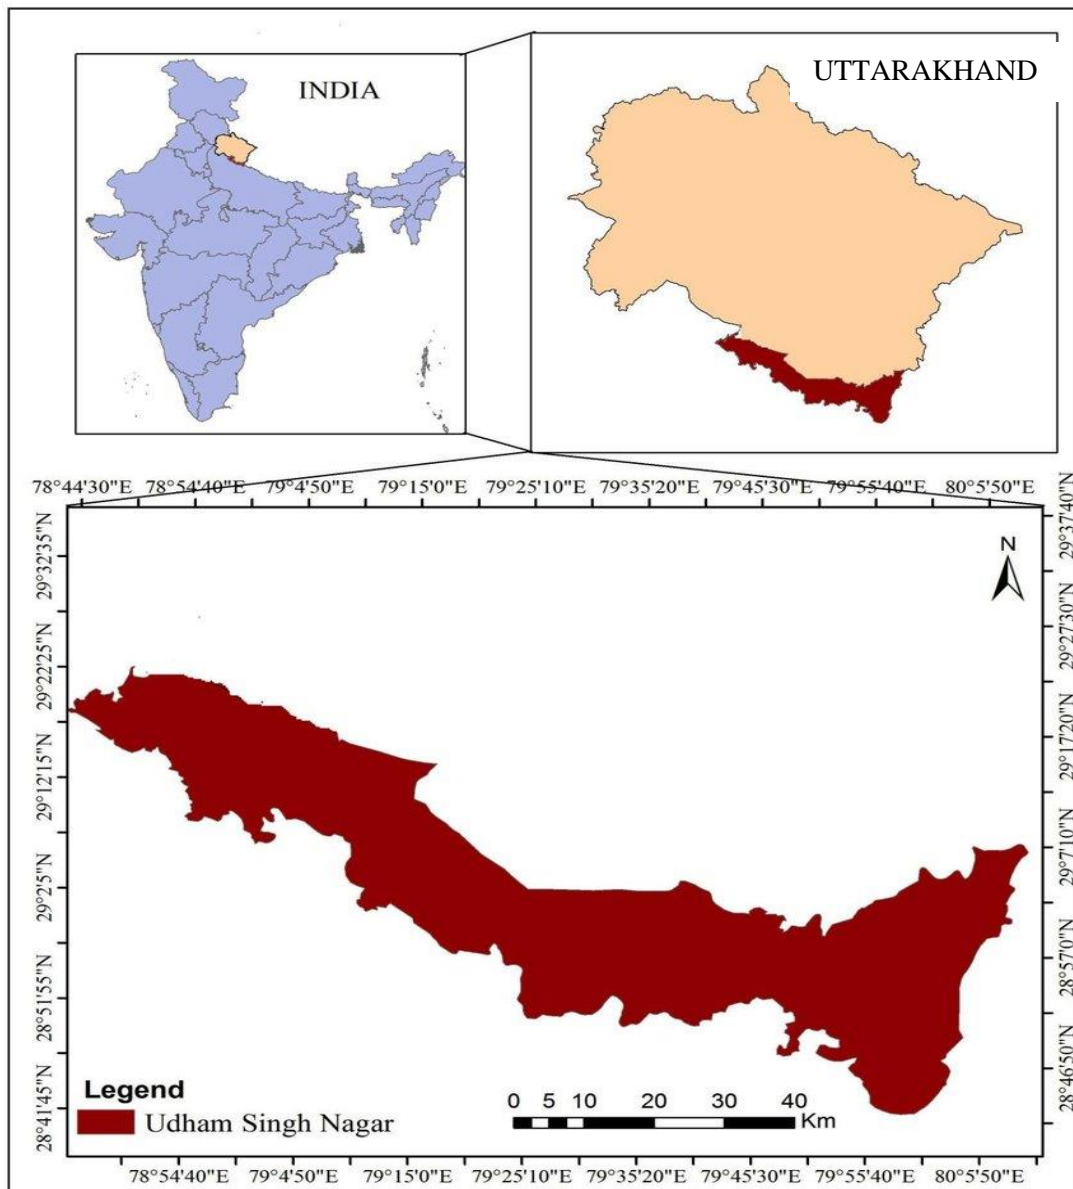 INDIA
UTTARAKHAND
78°44'30"E 78°54'40"E 79°4'50"E 79°15'0"E 79°25'10"E 79°35'20"E 79°45'30"E 79°55'40"E 80°5'50"E
29°32'35"N
29°22'25"N
29°12'15"N
29°2'5"N
28°51'55"N
28°41'45"N
N
29°37'40"N
29°27'30"N
29°17'20"N
29°7'10"N
28°57'0"N
28°46'50"N
Legend
Udham Singh Nagar
0 5 10 20 30 40
Km
78°54'40"E 79°4'50"E 79°15'0"E 79°25'10"E 79°35'20"E 79°45'30"E 79°55'40"E 80°5'50"E